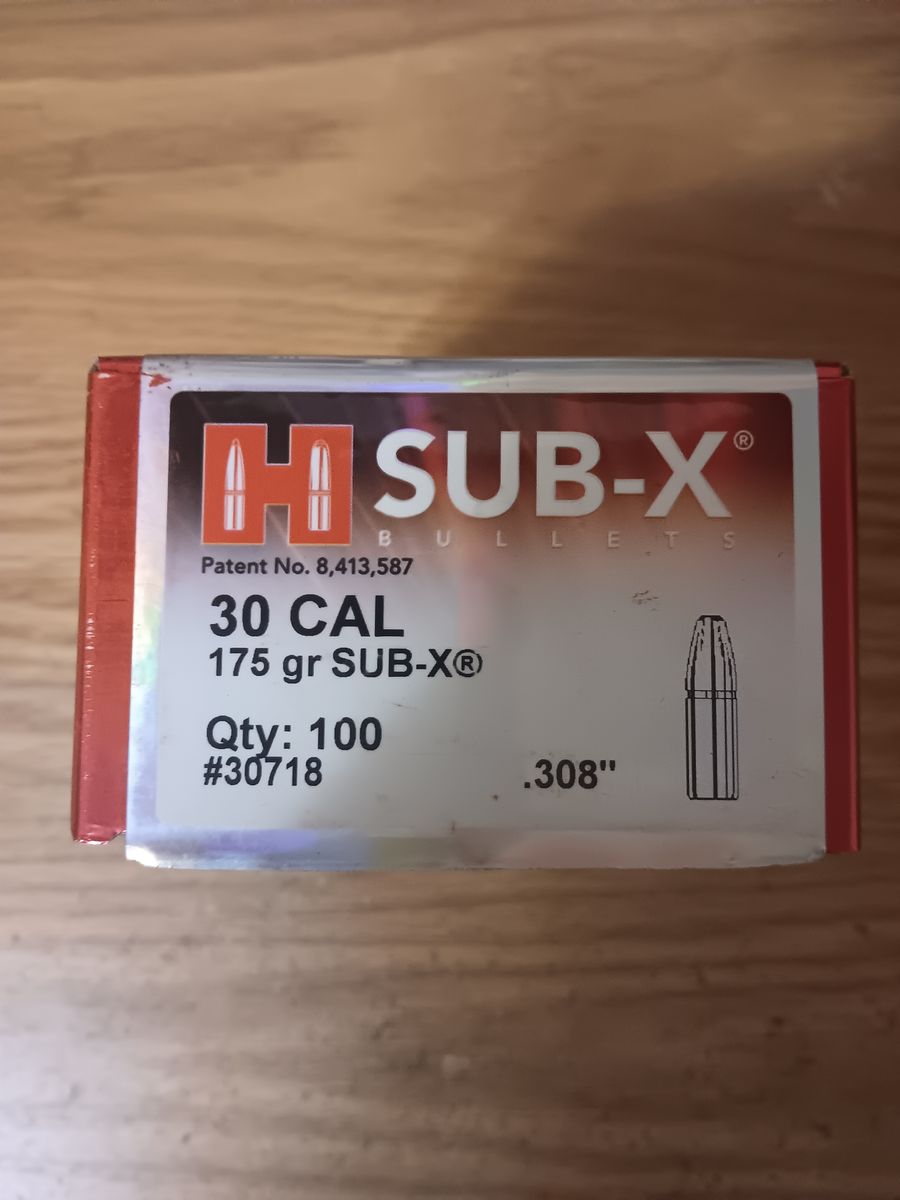 H SUB-X®
BULLETS
Patent No. 8,413,587
30 CAL
175 gr SUB-X®
Qty: 100
#30718
.308"